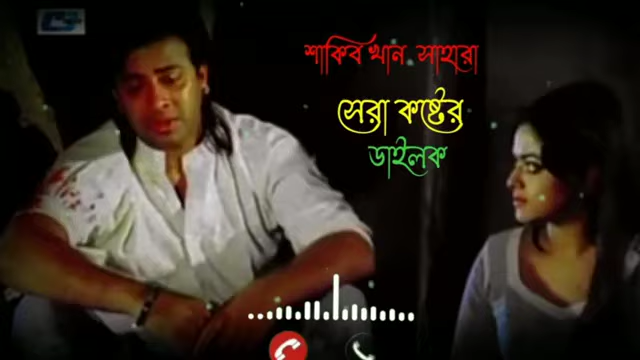 শাকিব খান সাহারা
সেরা কষ্টের
ডাইলক